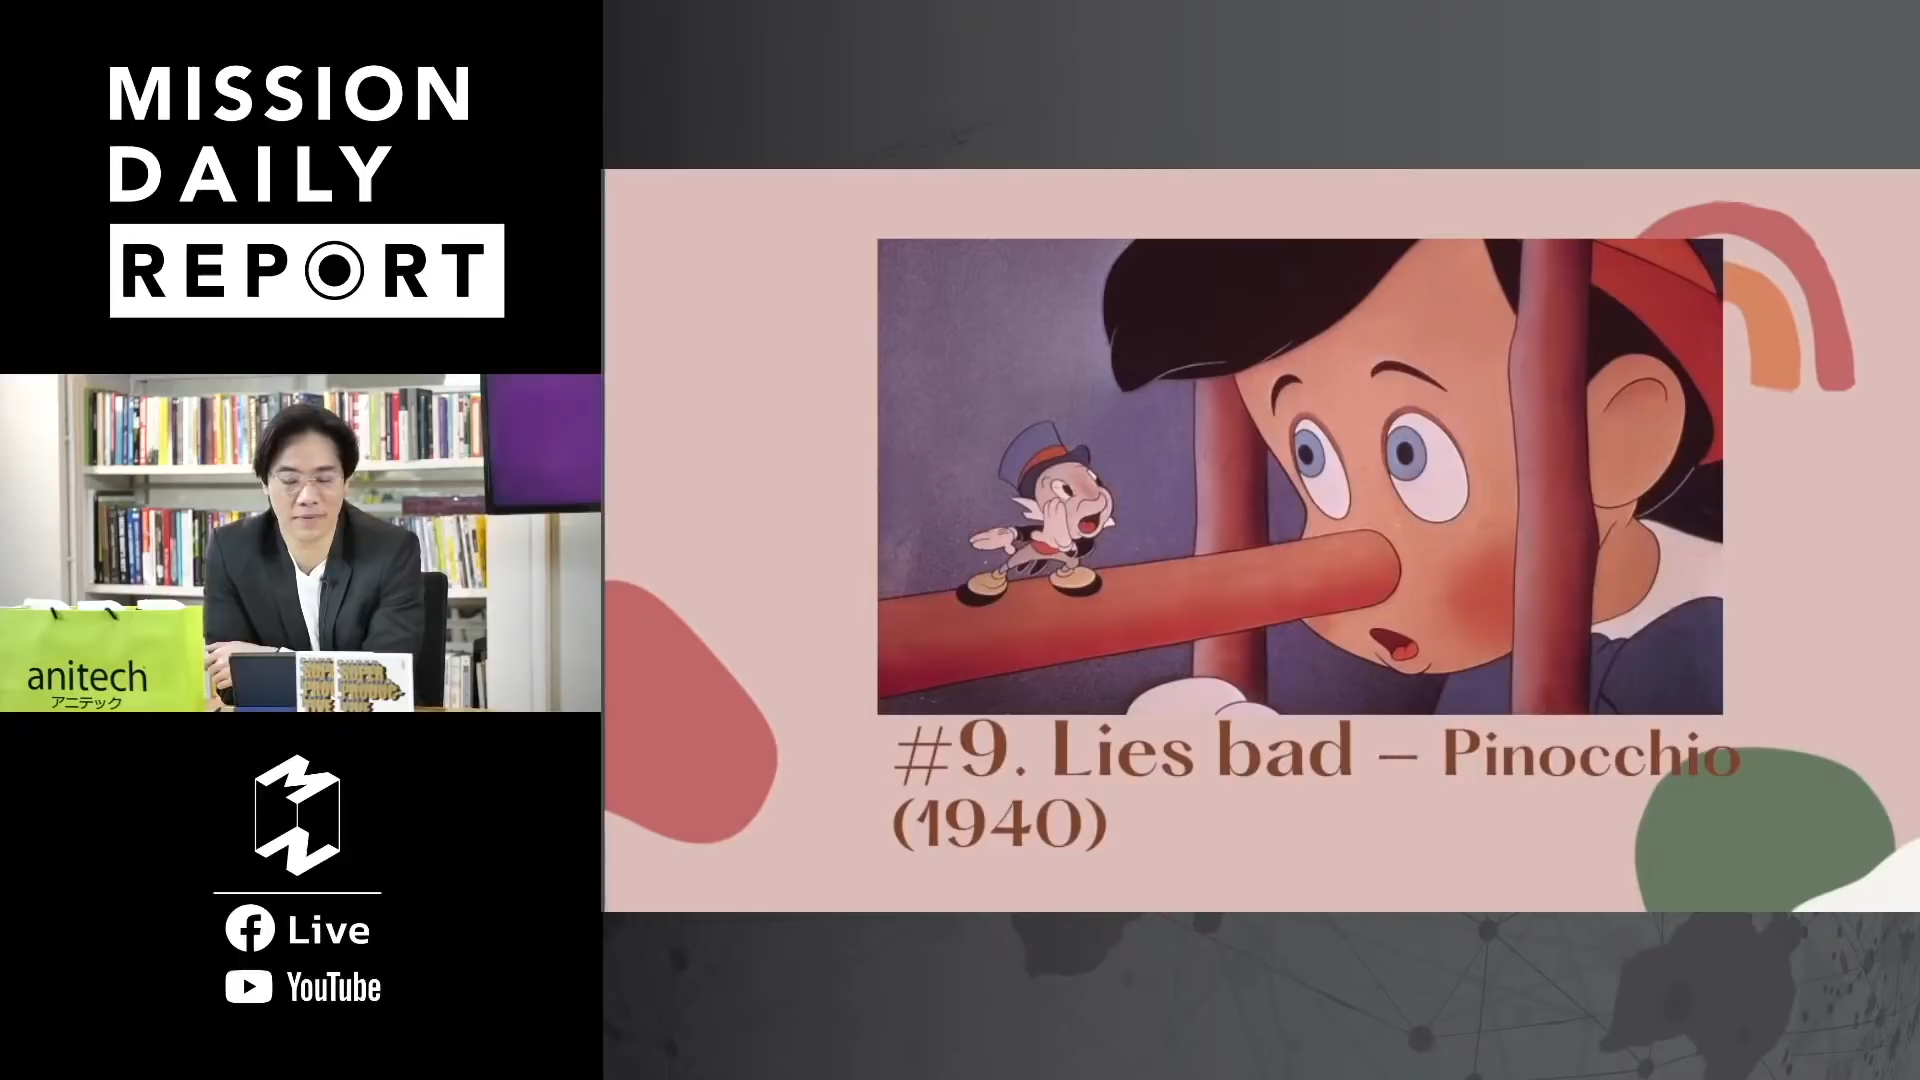 MISSION
DAILY
REPORT
anitech
アニテック
Live
YouTube
#9. Lies bad – Pinocchio
(1940)